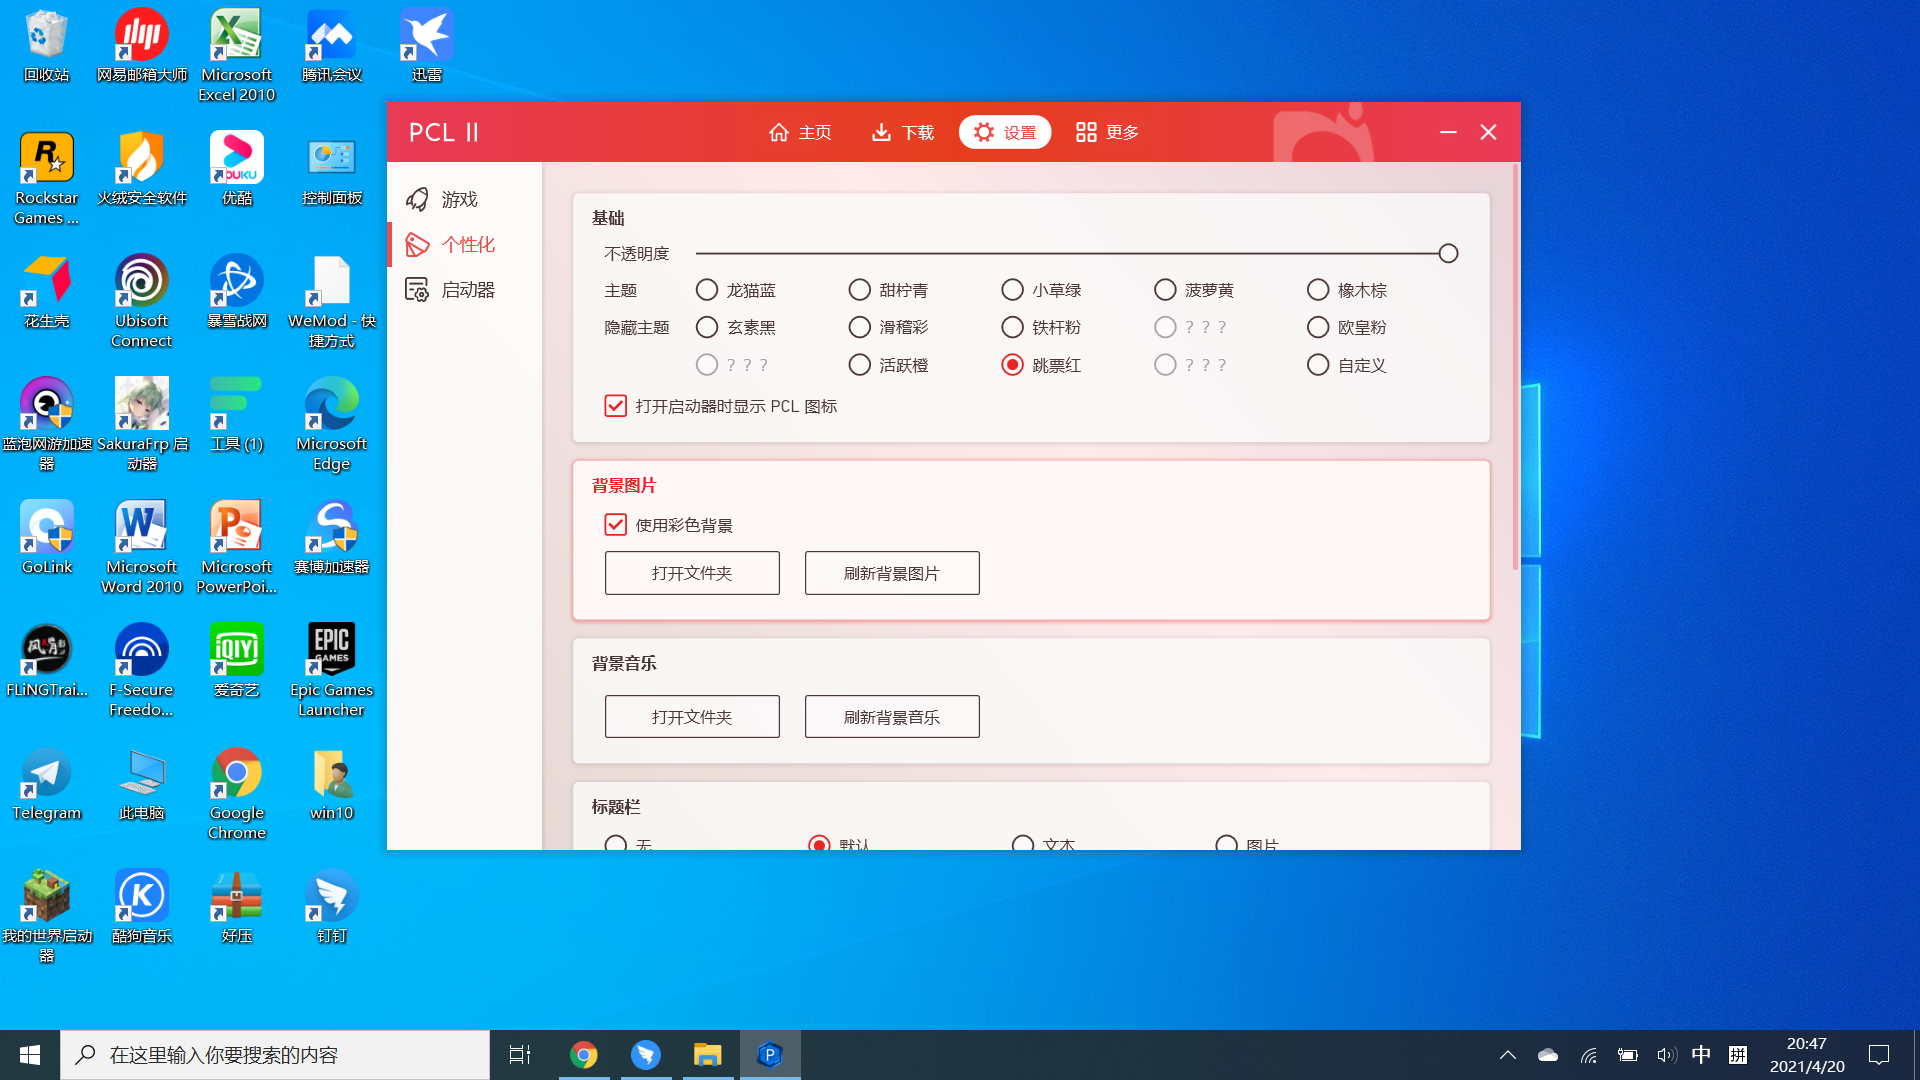 回收站
网易邮箱大师
Microsoft
Excel 2010
腾讯会议
迅雷
Rockstar
Games ...
火绒安全软件
优酷
YOUKU
控制面板
花生壳
Ubisoft
Connect
暴雪战网
WeMod - 快
捷方式
蓝泡网游加速
器
SakuraFrp 启
动器
工具 (1)
Microsoft
Edge
GoLink
Microsoft
Word 2010
Microsoft
PowerPoi...
赛博加速器
FLiNGTrai...
F-Secure
Freedo...
iQIYI
爱奇艺
EPIC
GAMES
Epic Games
Launcher
Telegram
此电脑
Google
Chrome
win10
我的世界启动
器
酷狗音乐
好压
钉钉
PCL II
主页
下载
设置
更多
游戏
个性化
启动器
基础
不透明度
主题 龙猫蓝 甜柠青 小草绿 菠萝黄 橡木棕
隐藏主题 玄素黑 滑稽彩 铁杆粉 ？？？ 欧皇粉
？？？ 活跃橙 跳票红 ？？？ 自定义
打开启动器时显示 PCL 图标
背景图片
使用彩色背景
打开文件夹 刷新背景图片
背景音乐
打开文件夹 刷新背景音乐
标题栏
无 默认 文本 图片
在这里输入你要搜索的内容
中
拼
20:47
2021/4/20